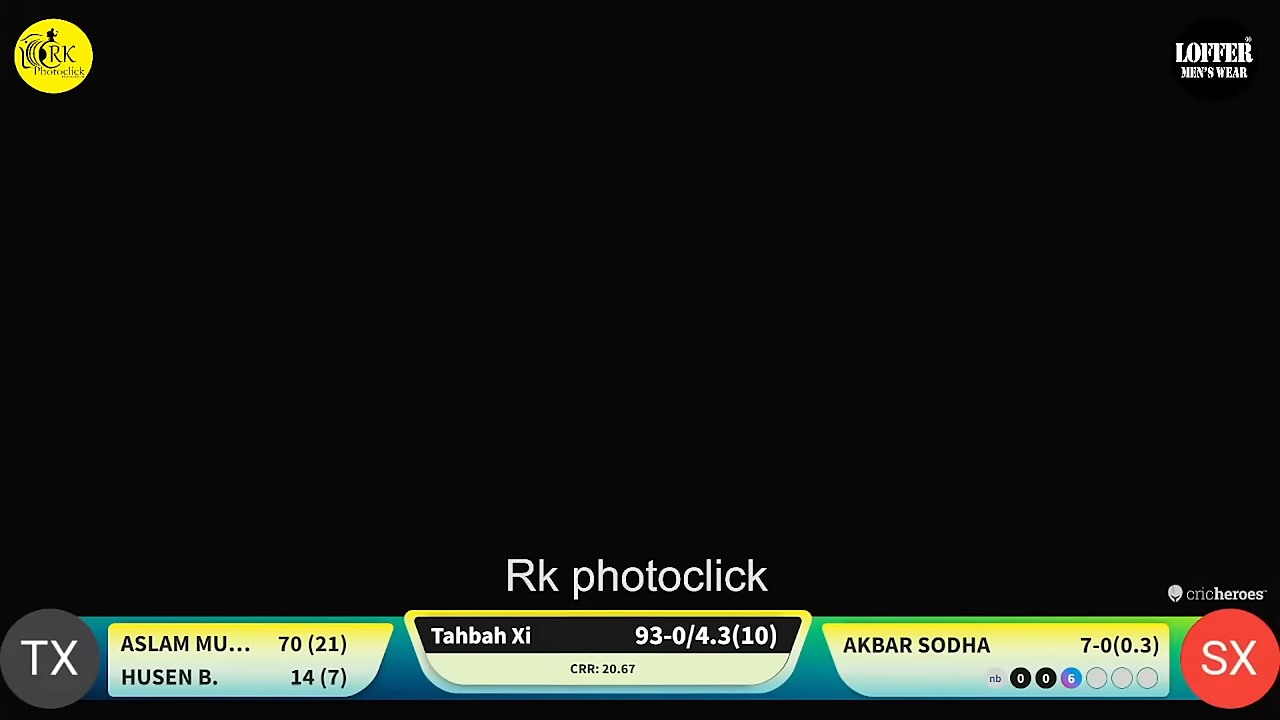 RK
Photoclick
LOFFER
MEN'S WEAR
Rk photoclick
cricheroes
TX
ASLAM MU... 70 (21)
HUSEN B. 14 (7)
Tahbah Xi 93-0/4.3(10)
CRR: 20.67
AKBAR SODHA 7-0(0.3)
nb 0 0 6
SX